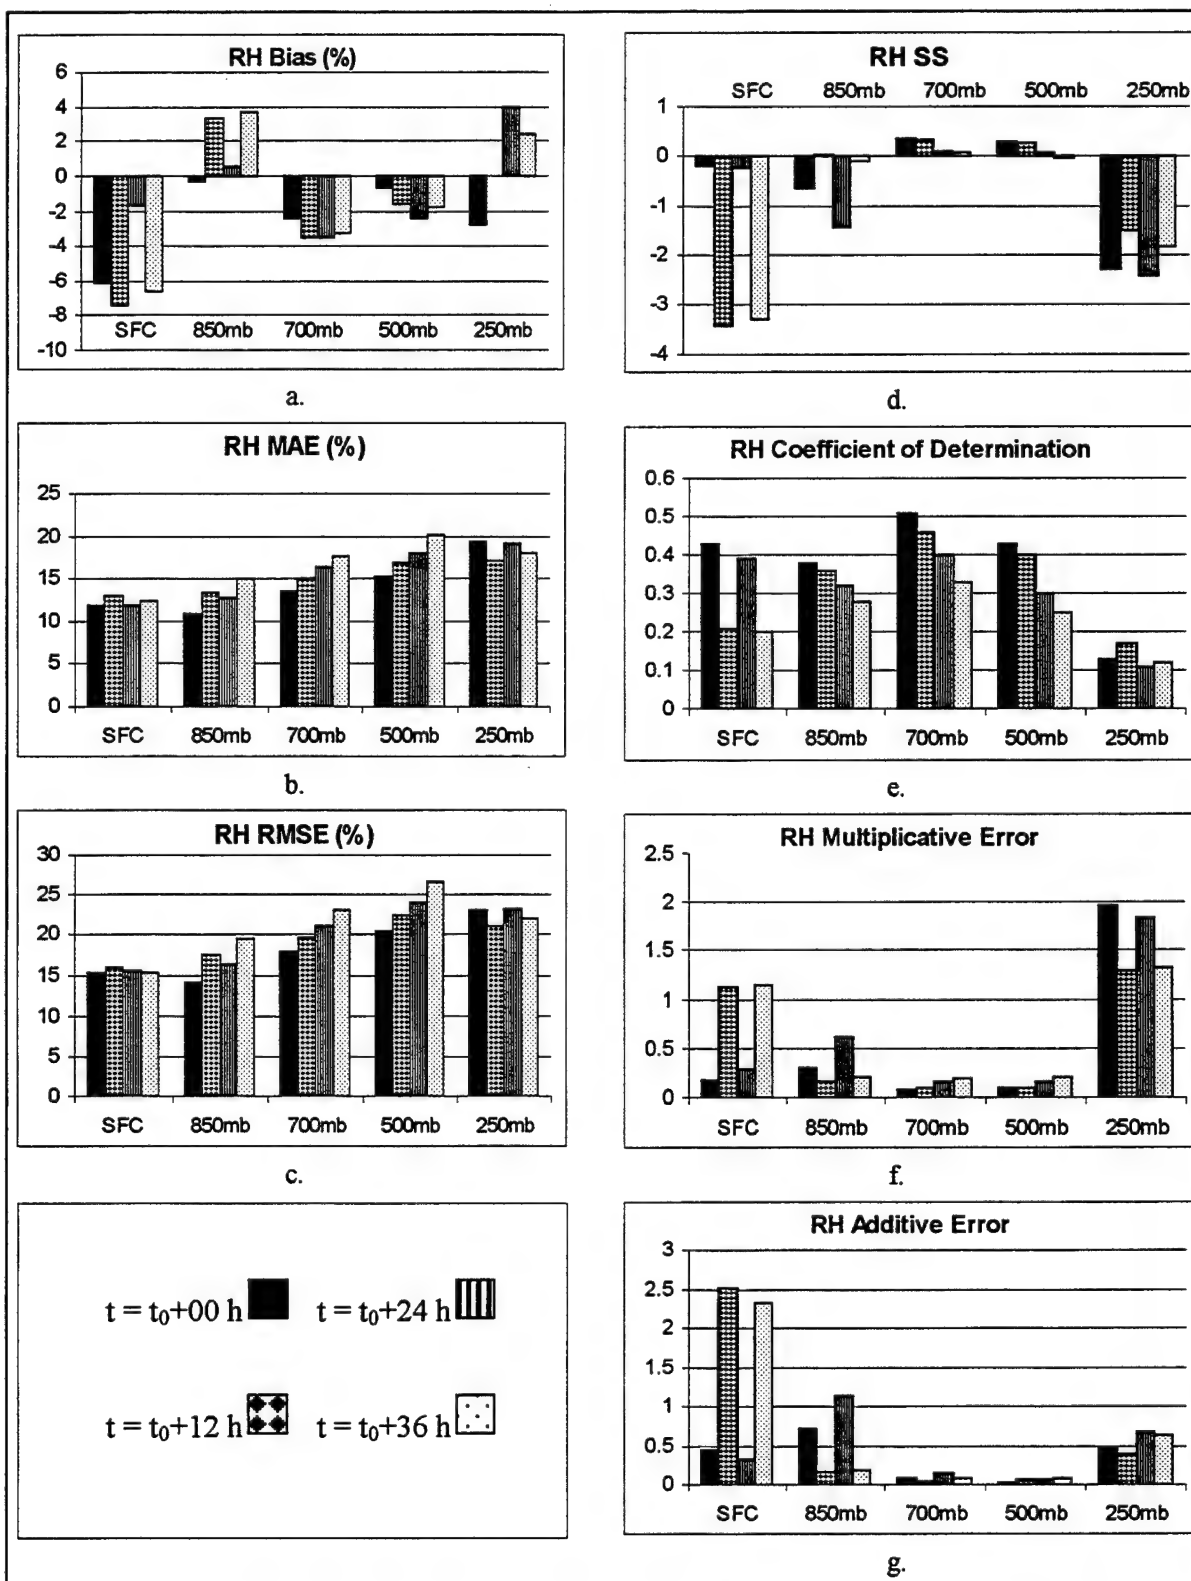 RH Bias (%)
6
4
2
0
-2
-4
-6
-8
-10
SFC 850mb 700mb 500mb 250mb
a.
RH MAE (%)
25
20
15
10
5
0
SFC 850mb 700mb 500mb 250mb
b.
RH RMSE (%)
30
25
20
15
10
5
0
SFC 850mb 700mb 500mb 250mb
c.
t = t₀+00 h t = t₀+24 h
t = t₀+12 h t = t₀+36 h
RH SS
SFC 850mb 700mb 500mb 250mb
1
0
-1
-2
-3
-4
d.
RH Coefficient of Determination
0.6
0.5
0.4
0.3
0.2
0.1
0
SFC 850mb 700mb 500mb 250mb
e.
RH Multiplicative Error
2.5
2
1.5
1
0.5
0
SFC 850mb 700mb 500mb 250mb
f.
RH Additive Error
3
2.5
2
1.5
1
0.5
0
SFC 850mb 700mb 500mb 250mb
g.